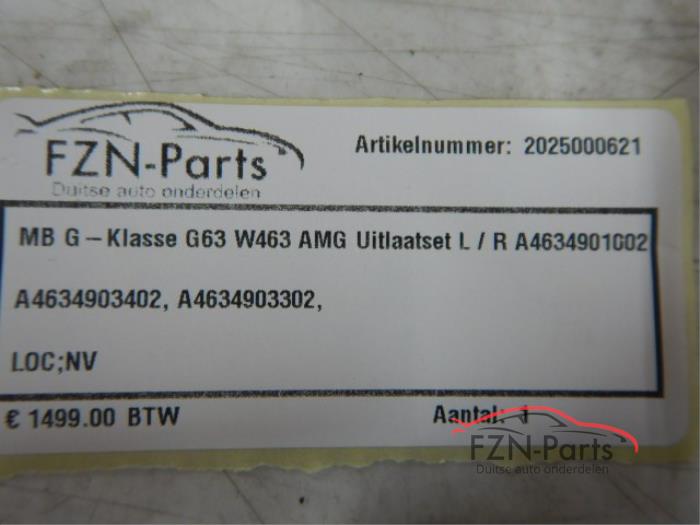 FZN-Parts
Duitse auto onderdelen
Artikelnummer: 2025000621
MB G-Klasse G63 W463 AMG Uitlaatset L / R A4634901002
A4634903402, A4634903302,
LOC;NV
€ 1499.00 BTW
Aantal: 1
FZN-Parts
Duitse auto onderdelen